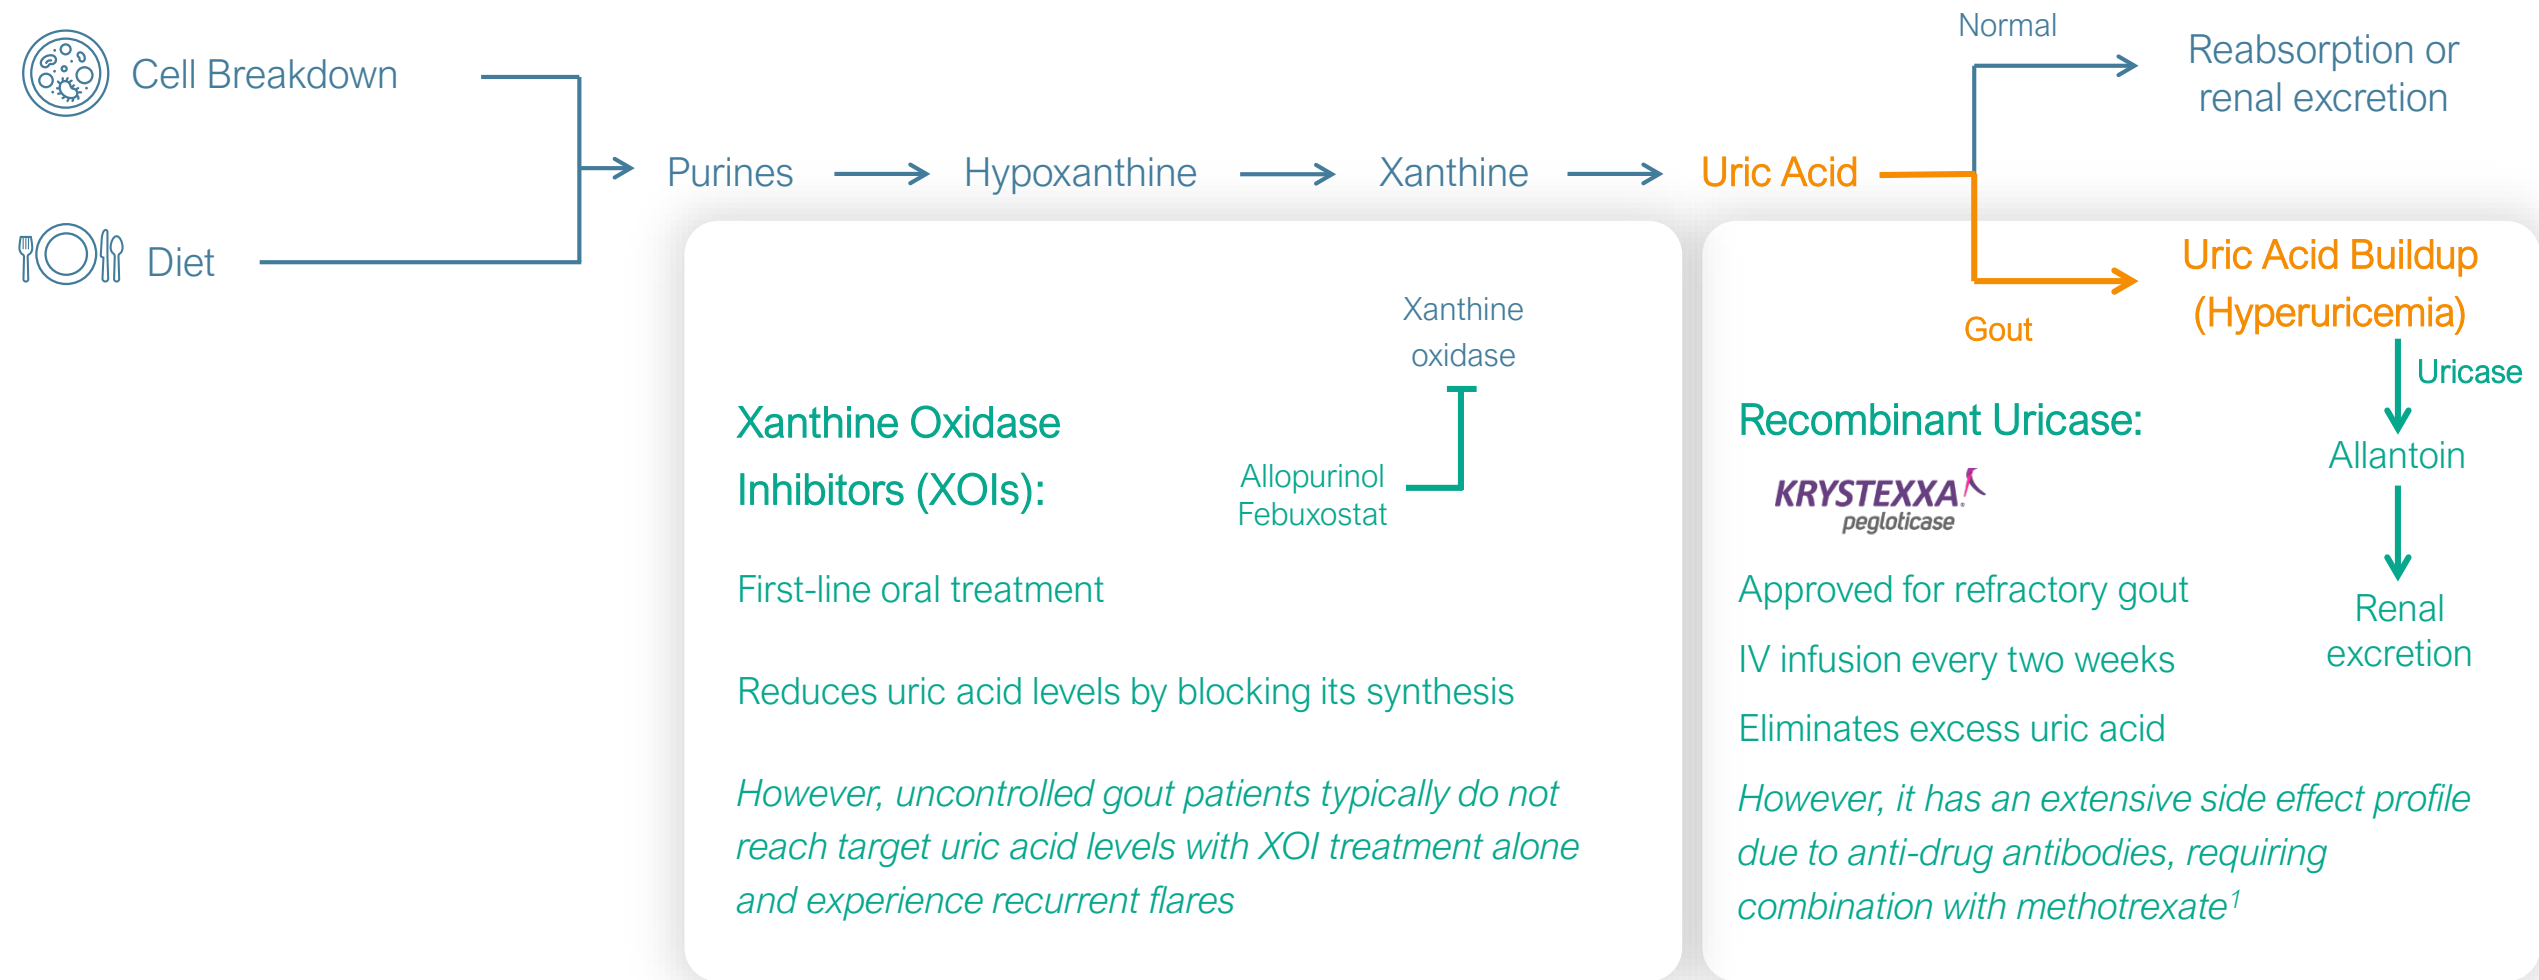 Cell Breakdown
Diet
Purines
Hypoxanthine
Xanthine
Uric Acid
Normal
Reabsorption or
renal excretion
Gout
Uric Acid Buildup
(Hyperuricemia)
Uricase
Allantoin
Renal
excretion
Xanthine
oxidase
Xanthine Oxidase
Inhibitors (XOIs):
Allopurinol
Febuxostat
First-line oral treatment
Reduces uric acid levels by blocking its synthesis
However, uncontrolled gout patients typically do not
reach target uric acid levels with XOI treatment alone
and experience recurrent flares
Recombinant Uricase:
KRYSTEXXA®
pegloticase
Approved for refractory gout
IV infusion every two weeks
Eliminates excess uric acid
However, it has an extensive side effect profile
due to anti-drug antibodies, requiring
combination with methotrexate¹